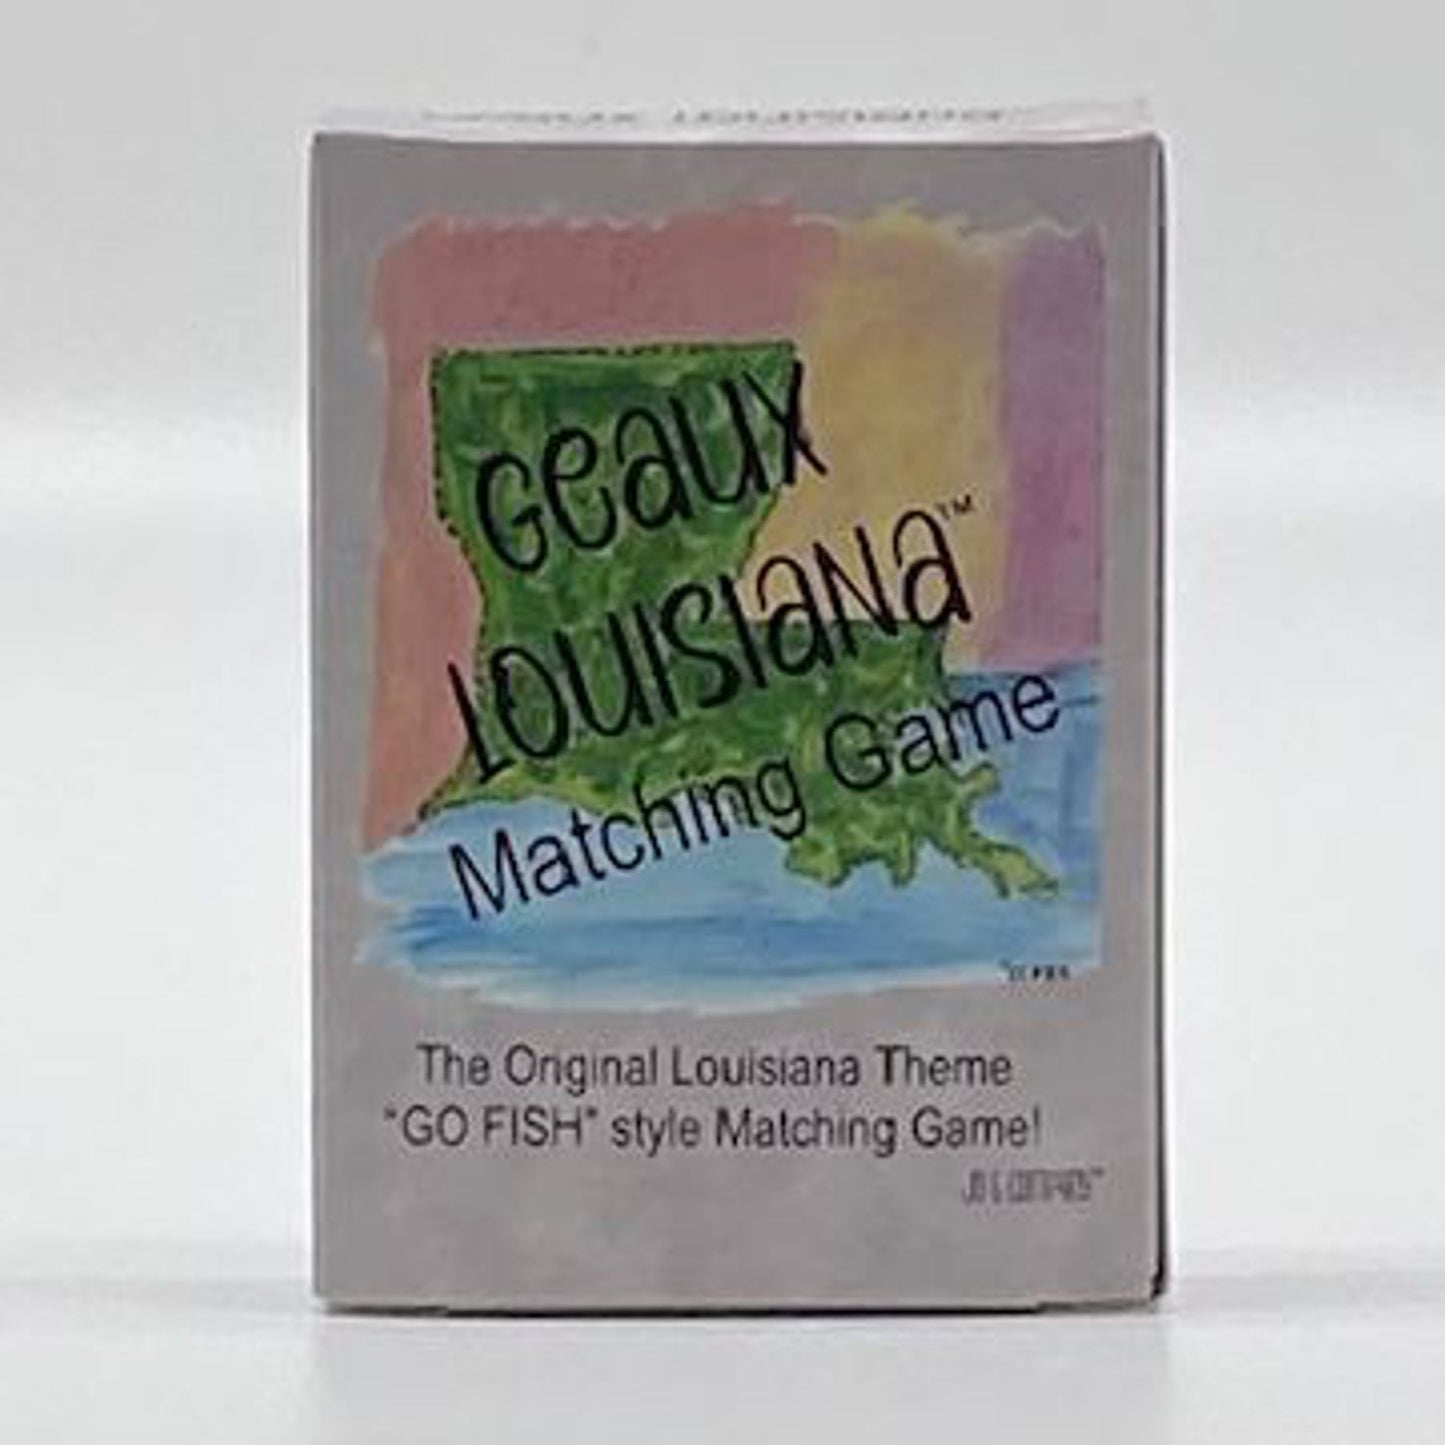 Geaux
Louisiana™
Matching Game
The Original Louisiana Theme
"GO FISH" style Matching Game!